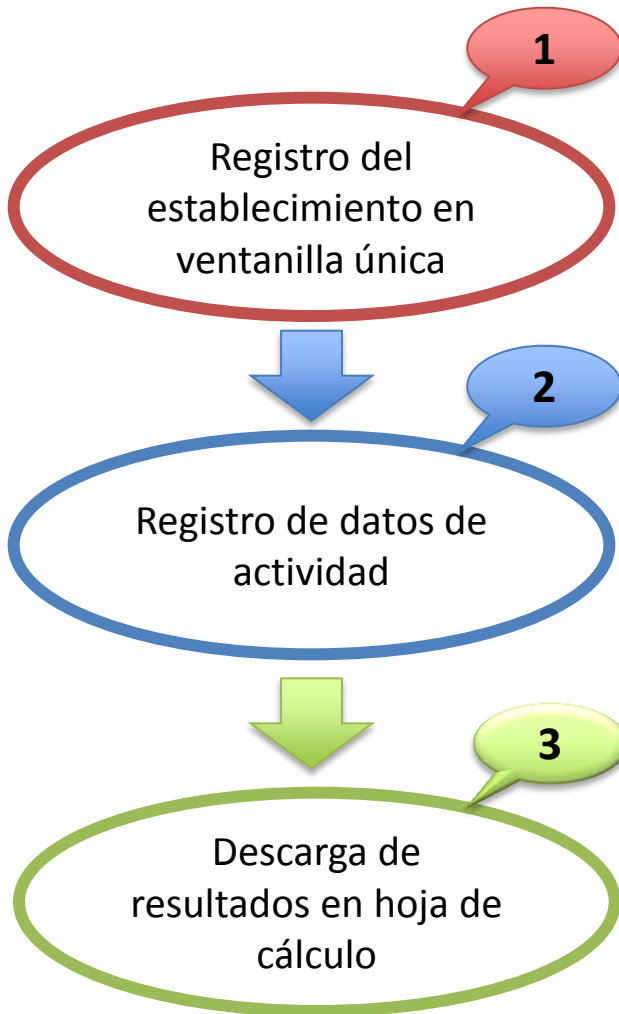 1
Registro del
establecimiento en
ventanilla única
2
Registro de datos de
actividad
3
Descarga de
resultados en hoja de
cálculo